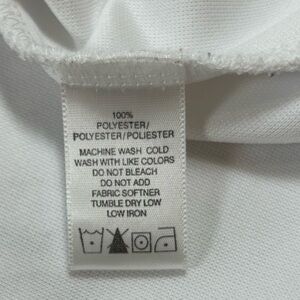 100%
POLYESTER/
POLYESTER/POLIESTER
MACHINE WASH COLD
WASH WITH LIKE COLORS
DO NOT BLEACH
DO NOT ADD
FABRIC SOFTNER
TUMBLE DRY LOW
LOW IRON